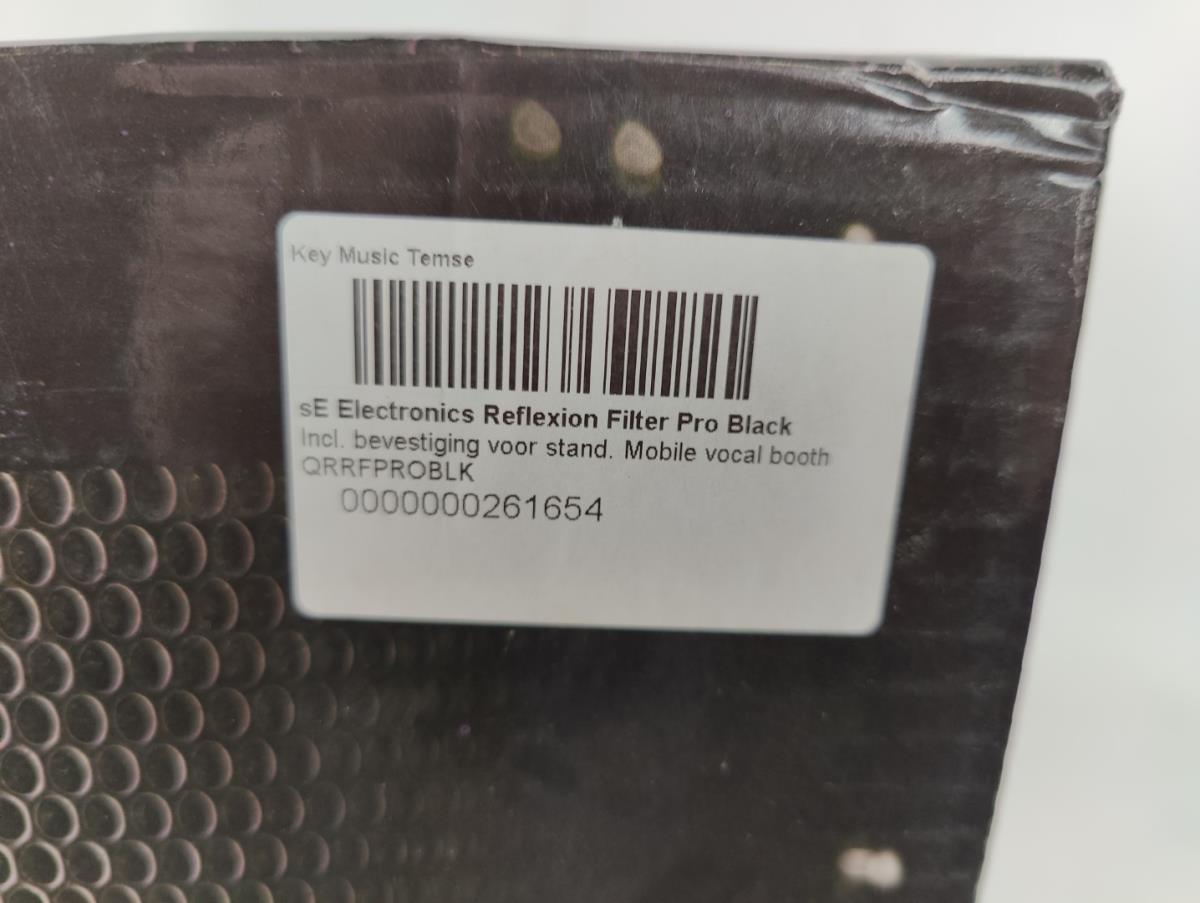 Key Music Temse
sE Electronics Reflexion Filter Pro Black
Incl. bevestiging voor stand. Mobile vocal booth
QRRFPROBLK
0000000261654